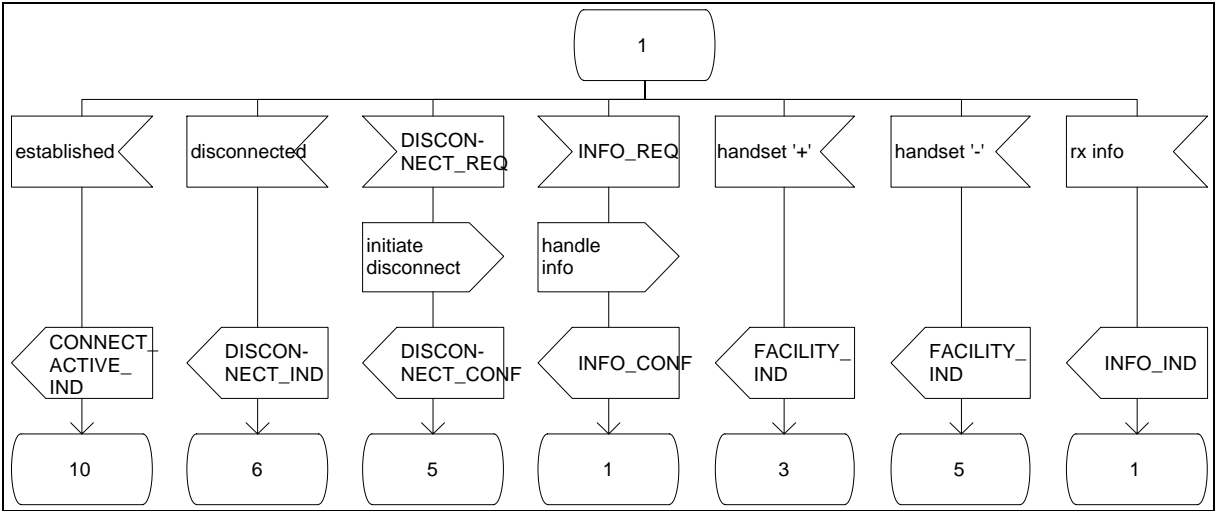 1
established
disconnected
DISCON-
NECT_REQ
INFO_REQ
handset '+'
handset '-'
rx info
initiate
disconnect
handle
info
CONNECT_
ACTIVE_
IND
DISCON-
NECT_IND
DISCON-
NECT_CONF
INFO_CONF
FACILITY_
IND
FACILITY_
IND
INFO_IND
10
6
5
1
3
5
1